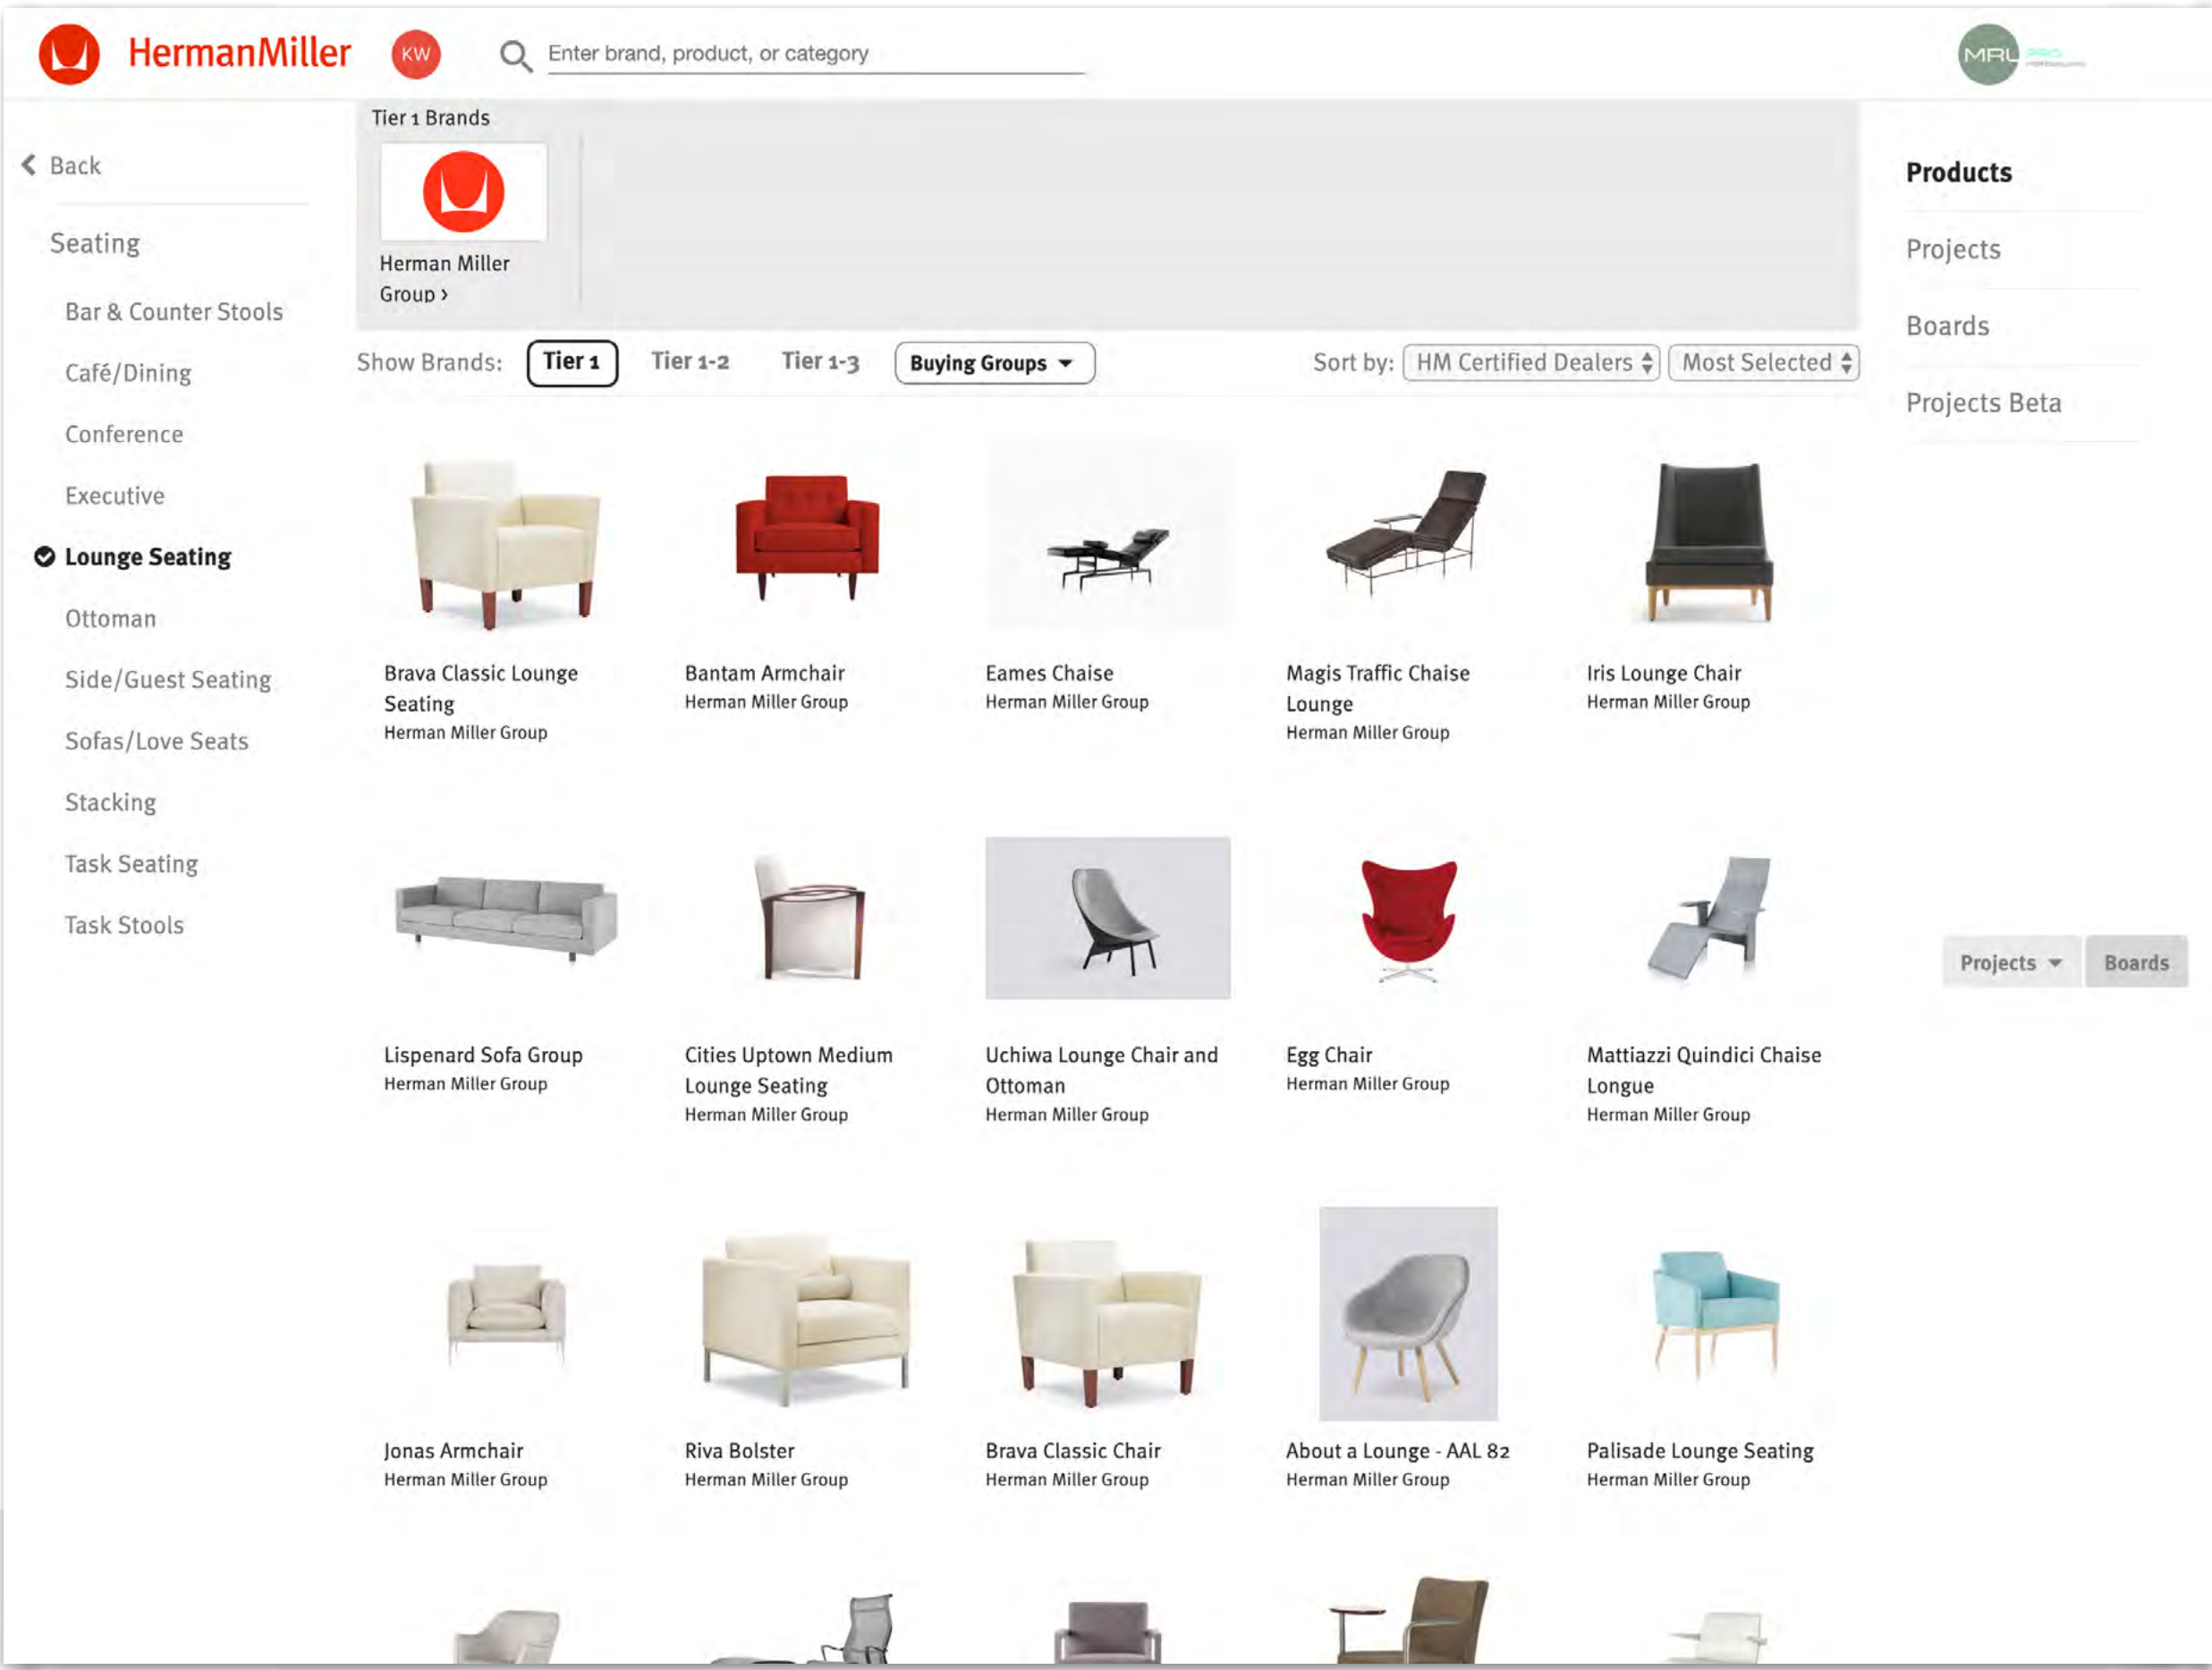 HermanMiller
KW
Enter brand, product, or category
MRL
Back
Seating
Bar & Counter Stools
Café/Dining
Conference
Executive
Lounge Seating
Ottoman
Side/Guest Seating
Sofas/Love Seats
Stacking
Task Seating
Task Stools
Tier 1 Brands
Herman Miller
Group ›
Show Brands:
Tier 1
Tier 1-2
Tier 1-3
Buying Groups
Sort by:
HM Certified Dealers
Most Selected
Brava Classic Lounge
Seating
Herman Miller Group
Bantam Armchair
Herman Miller Group
Eames Chaise
Herman Miller Group
Magis Traffic Chaise
Lounge
Herman Miller Group
Iris Lounge Chair
Herman Miller Group
Lispenard Sofa Group
Herman Miller Group
Cities Uptown Medium
Lounge Seating
Herman Miller Group
Uchiwa Lounge Chair and
Ottoman
Herman Miller Group
Egg Chair
Herman Miller Group
Mattiazzi Quindici Chaise
Longue
Herman Miller Group
Jonas Armchair
Herman Miller Group
Riva Bolster
Herman Miller Group
Brava Classic Chair
Herman Miller Group
About a Lounge - AAL 82
Herman Miller Group
Palisade Lounge Seating
Herman Miller Group
Products
Projects
Boards
Projects Beta
Projects
Boards